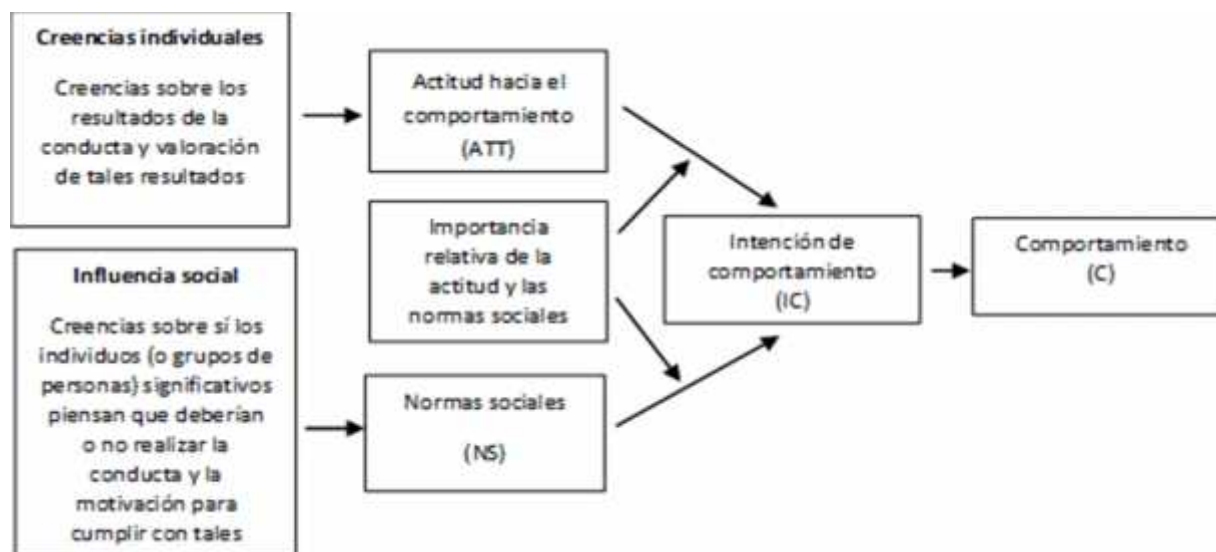 Creencias individuales
Creencias sobre los
resultados de la
conducta y valoración
de tales resultados
Influencia social
Creencias sobre sí los
individuos (o grupos de
personas) significativos
piensan que deberían
o no realizar la
conducta y la
motivación para
cumplir con tales
Actitud hacia el
comportamiento
(ATT)
Importancia
relativa de la
actitud y las
normas sociales
Normas sociales
(NS)
Intención de
comportamiento
(IC)
Comportamiento
(C)